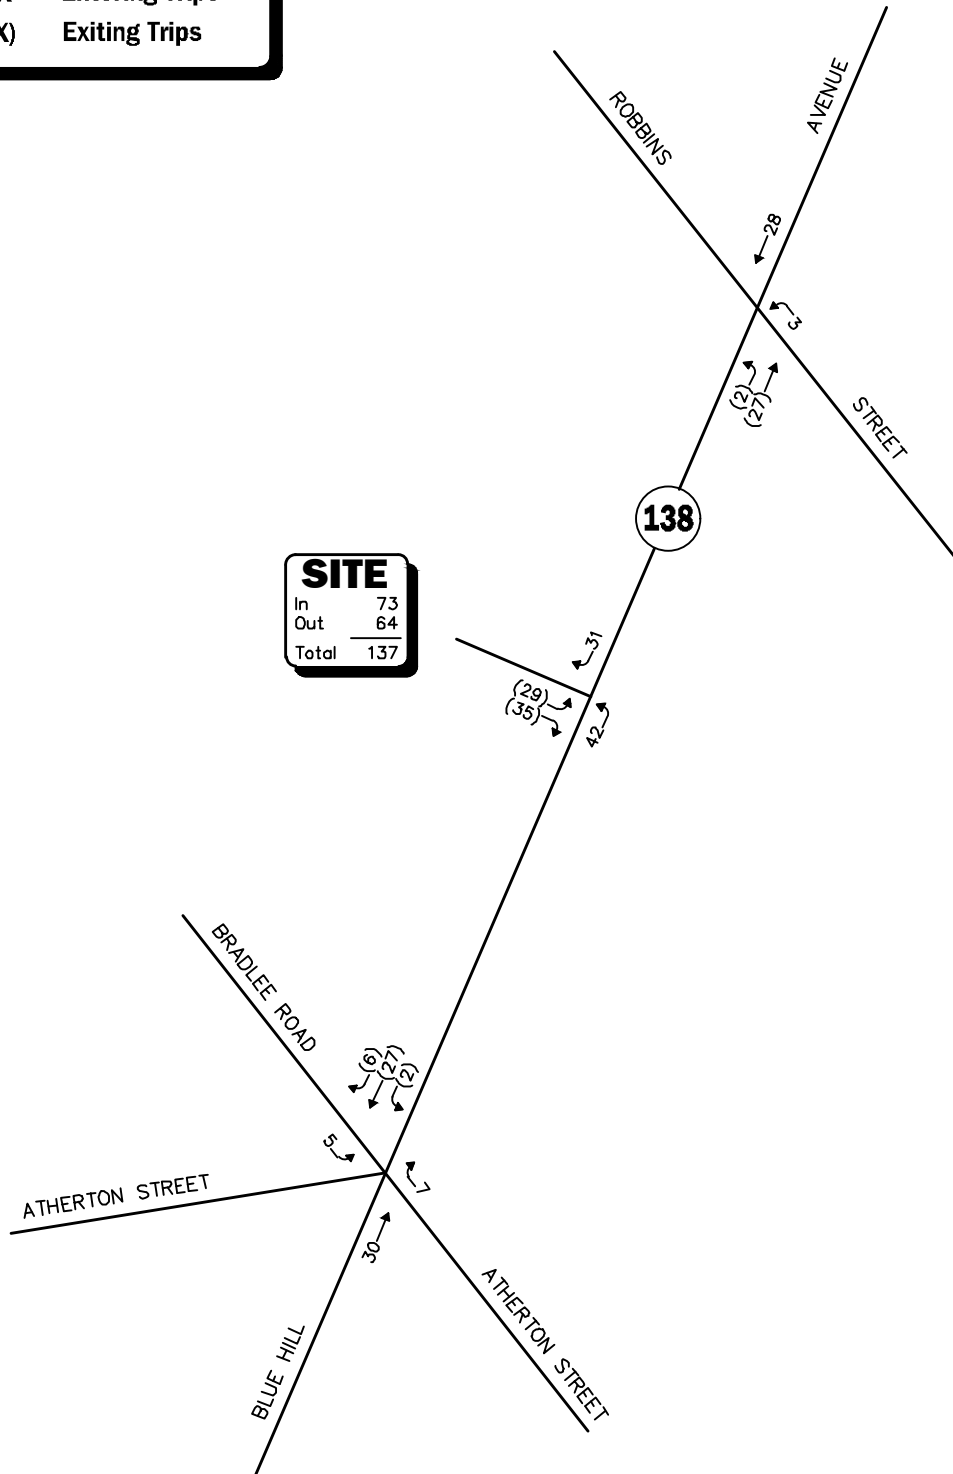 Exiting Trips
ROBBINS
AVENUE
28
3
(2)
(27)
STREET
138
SITE
In 73
Out 64
Total 137
31
(29)
(35)
42
BRADLEE ROAD
(6)
(27)
(2)
5
7
ATHERTON STREET
30
ATHERTON STREET
BLUE HILL